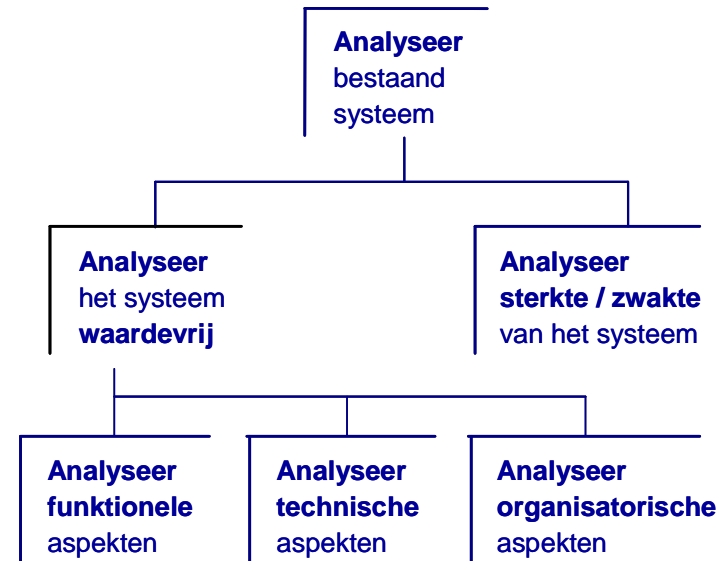 Analyseer
bestaand
systeem
Analyseer
het systeem
waardevrij
Analyseer
sterkte / zwakte
van het systeem
Analyseer
funktionele
aspekten
Analyseer
technische
aspekten
Analyseer
organisatorische
aspekten